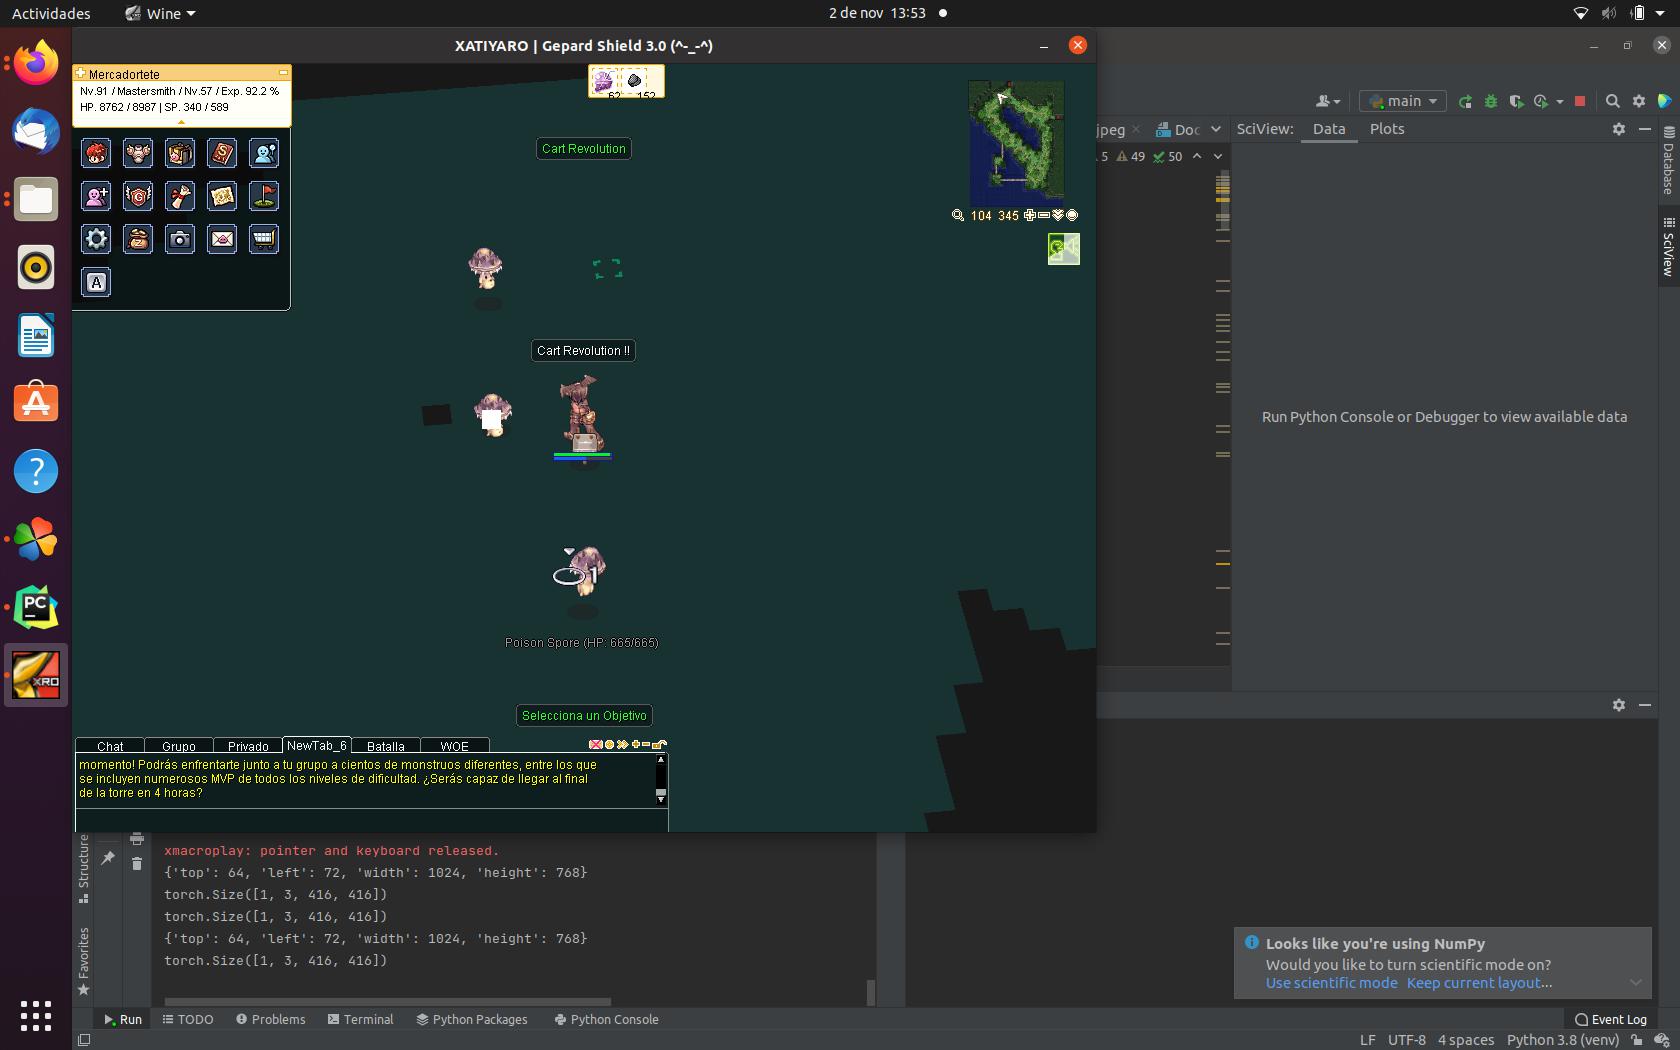 Actividades
Wine
2 de nov 13:53
XATIYARO | Gepard Shield 3.0 (^-_-^)
Mercadortete
Nv.91 / Mastersmith / Nv.57 / Exp. 92.2 %
HP. 8762 / 8987 | SP. 340 / 589
62 152
Cart Revolution
104 345
Cart Revolution !!
1
Poison Spore (HP: 665/665)
Selecciona un Objetivo
Chat Grupo Privado NewTab_6 Batalla WOE
momento! Podrás enfrentarte junto a tu grupo a cientos de monstruos diferentes, entre los que
se incluyen numerosos MVP de todos los niveles de dificultad. ¿Serás capaz de llegar al final
de la torre en 4 horas?
main
jpeg Doc
SciView: Data Plots
5 49 50
Database
SciView
Run Python Console or Debugger to view available data
PC
XRO
Structure
Favorites
xmacroplay: pointer and keyboard released.
{'top': 64, 'left': 72, 'width': 1024, 'height': 768}
torch.Size([1, 3, 416, 416])
torch.Size([1, 3, 416, 416])
{'top': 64, 'left': 72, 'width': 1024, 'height': 768}
torch.Size([1, 3, 416, 416])
Looks like you're using NumPy
Would you like to turn scientific mode on?
Use scientific mode Keep current layout...
Run TODO Problems Terminal Python Packages Python Console
Event Log
LF UTF-8 4 spaces Python 3.8 (venv)